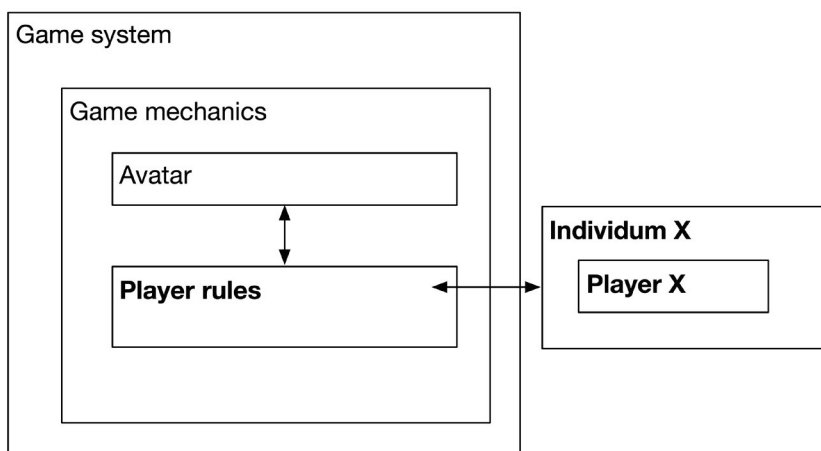 Game system
Game mechanics
Avatar
Player rules
Individum X
Player X